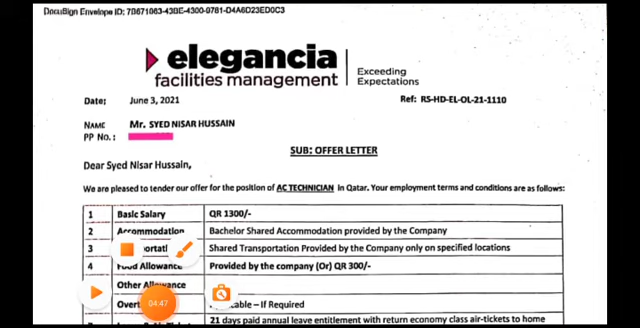 DocuSign Envelope ID: 7B671063-43BE-4300-9781-D4A6D23ED0C3
elegancia
facilities management
Exceeding
Expectations
Date: June 3, 2021
Ref: RS-HD-EL-OL-21-1110
NAME Mr. SYED NISAR HUSSAIN
PP No. :
SUB: OFFER LETTER
Dear Syed Nisar Hussain,
We are pleased to tender our offer for the position of AC TECHNICIAN in Qatar. Your employment terms and conditions are as follows:
1 Basic Salary QR 1300/-
2 Accommodation Bachelor Shared Accommodation provided by the Company
3 Shared Transportation Provided by the Company only on specified locations
4 Food Allowance Provided by the company (Or) QR 300/-
Other Allowance
– If Required
04:47
21 days paid annual leave entitlement with return economy class air-tickets to home